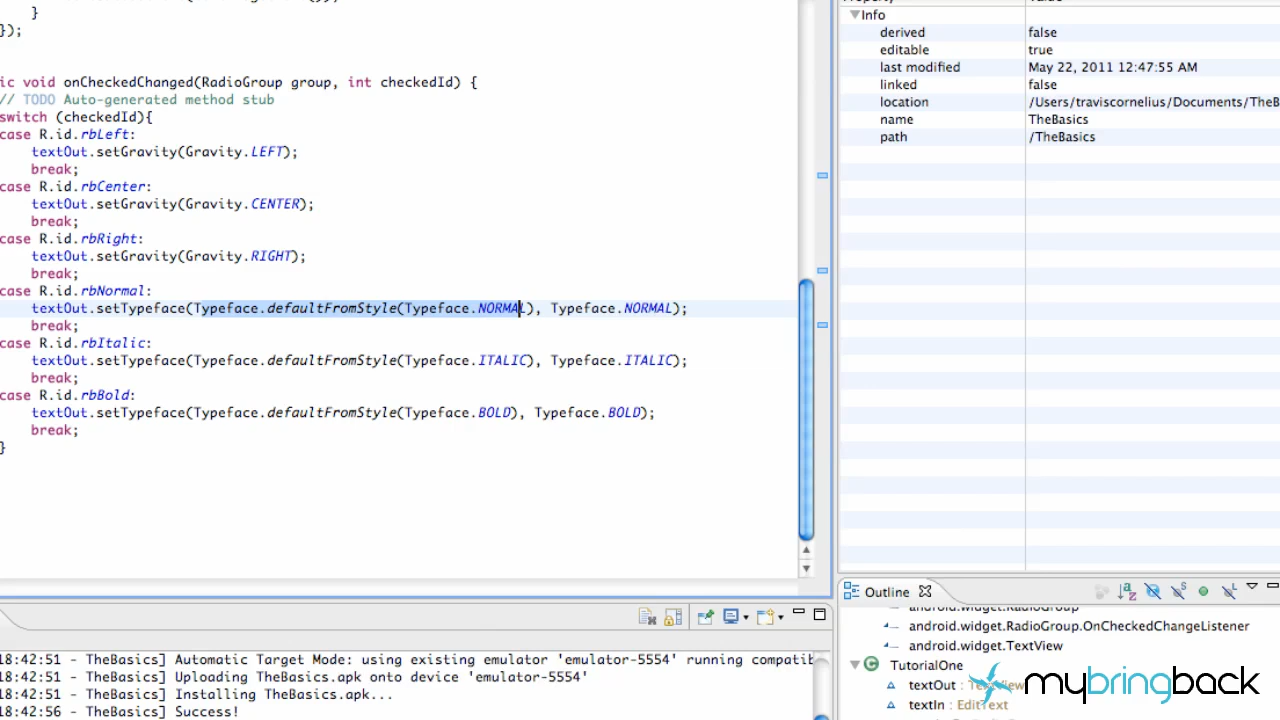 }
});
ic void onCheckedChanged(RadioGroup group, int checkedId) {
// TODO Auto-generated method stub
switch (checkedId){
case R.id.rbLeft:
textOut.setGravity(Gravity.LEFT);
break;
case R.id.rbCenter:
textOut.setGravity(Gravity.CENTER);
break;
case R.id.rbRight:
textOut.setGravity(Gravity.RIGHT);
break;
case R.id.rbNormal:
textOut.setTypeface(Typeface.defaultFromStyle(Typeface.NORMAL), Typeface.NORMAL);
break;
case R.id.rbItalic:
textOut.setTypeface(Typeface.defaultFromStyle(Typeface.ITALIC), Typeface.ITALIC);
break;
case R.id.rbBold:
textOut.setTypeface(Typeface.defaultFromStyle(Typeface.BOLD), Typeface.BOLD);
break;
}
Info
derived false
editable true
last modified May 22, 2011 12:47:55 AM
linked false
location /Users/traviscornelius/Documents/TheB
name TheBasics
path /TheBasics
Outline
android.widget.RadioGroup
android.widget.RadioGroup.OnCheckedChangeListener
android.widget.TextView
TutorialOne
textOut : TextView
textIn : EditText
18:42:51 - TheBasics] Automatic Target Mode: using existing emulator 'emulator-5554' running compatib
18:42:51 - TheBasics] Uploading TheBasics.apk onto device 'emulator-5554'
18:42:51 - TheBasics] Installing TheBasics.apk...
18:42:56 - TheBasics] Success!
mybringback